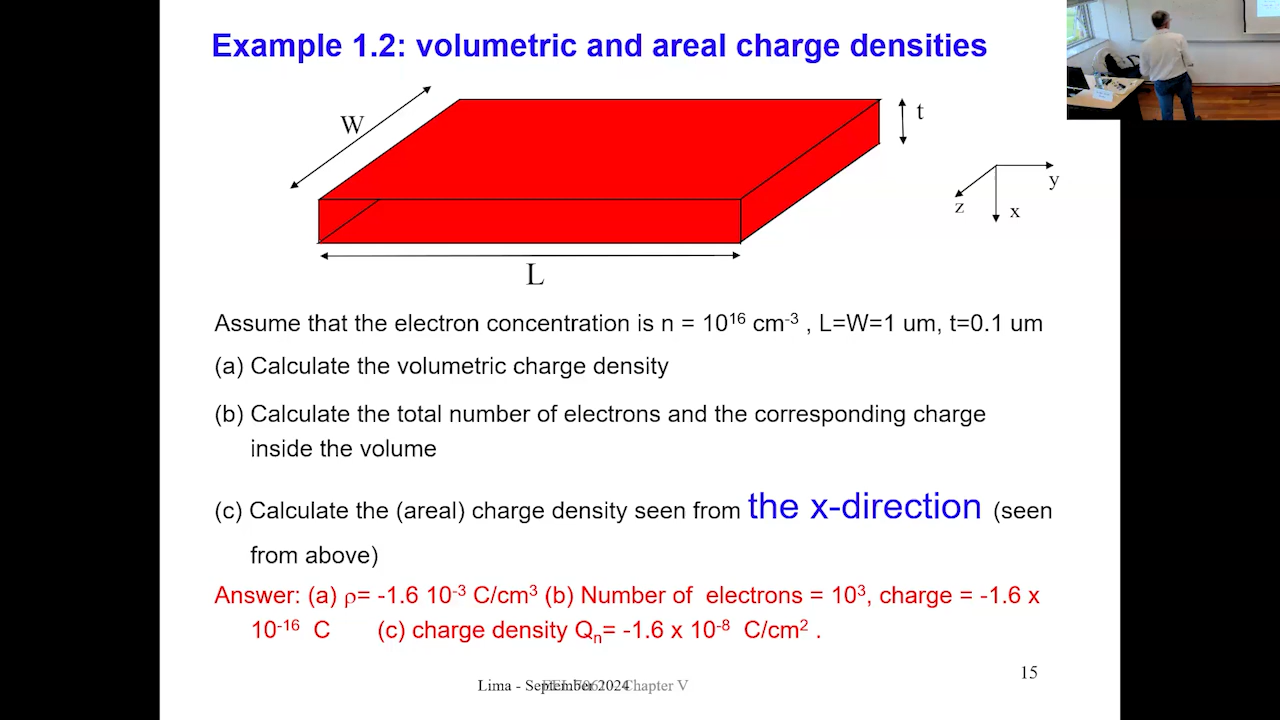 Example 1.2: volumetric and areal charge densities
W
t
y
z
x
L
Assume that the electron concentration is n = 10¹⁶ cm⁻³ , L=W=1 um, t=0.1 um
(a) Calculate the volumetric charge density
(b) Calculate the total number of electrons and the corresponding charge
inside the volume
(c) Calculate the (areal) charge density seen from the x-direction (seen
from above)
Answer: (a) ρ= -1.6 10⁻³ C/cm³ (b) Number of electrons = 10³, charge = -1.6 x
10⁻¹⁶ C (c) charge density Qₙ= -1.6 x 10⁻⁸ C/cm² .
15
Lima - September 2024 Chapter V